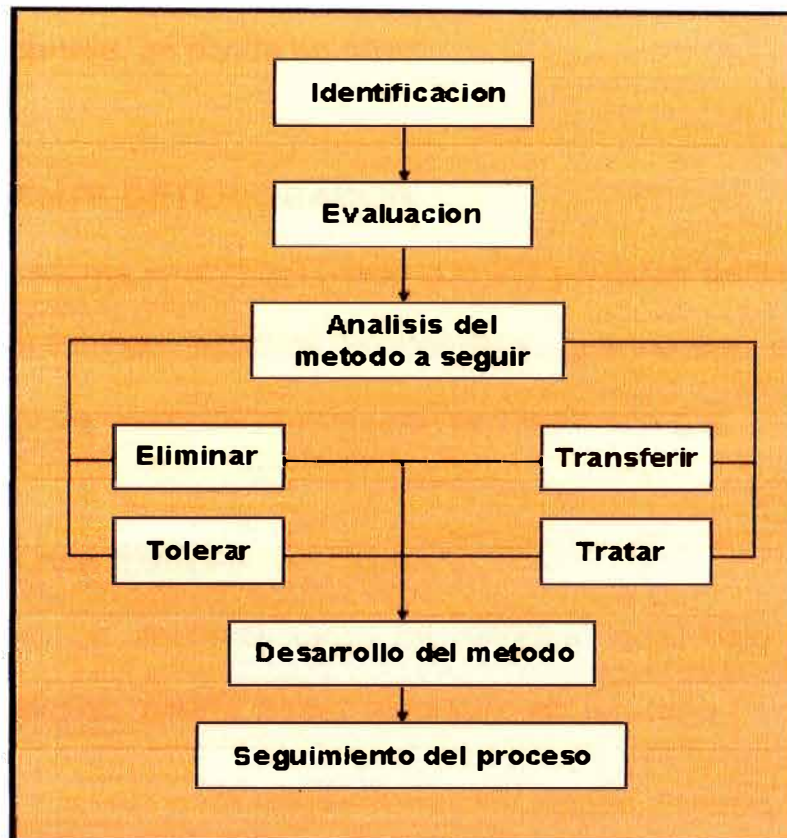 Identificacion
Evaluacion
Analisis del
metodo a seguir
Eliminar
Transferir
Tolerar
Tratar
Desarrollo del metodo
Seguimiento del proceso